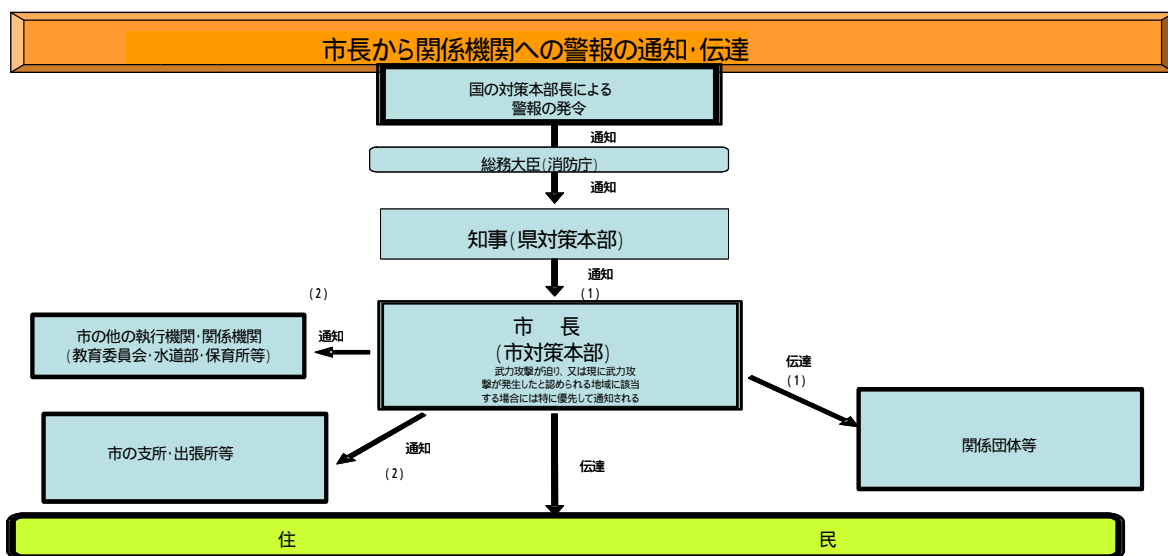 市長から関係機関への警報の通知・伝達
国の対策本部長による
警報の発令
通知
総務大臣(消防庁)
通知
知事(県対策本部)
通知
(1)
(2)
市の他の執行機関・関係機関
(教育委員会・水道部・保育所等)
通知
市 長
(市対策本部)
武力攻撃が迫り、又は現に武力攻
撃が発生したと認められる地域に該当
する場合には特に優先して通知される
伝達
(1)
市の支所・出張所等
通知
(2)
伝達
関係団体等
住 民